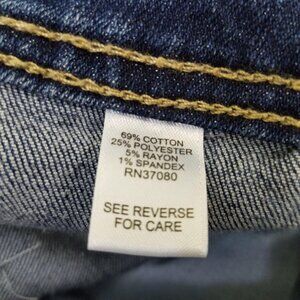 69% COTTON
25% POLYESTER
5% RAYON
1% SPANDEX
RN37080
SEE REVERSE
FOR CARE